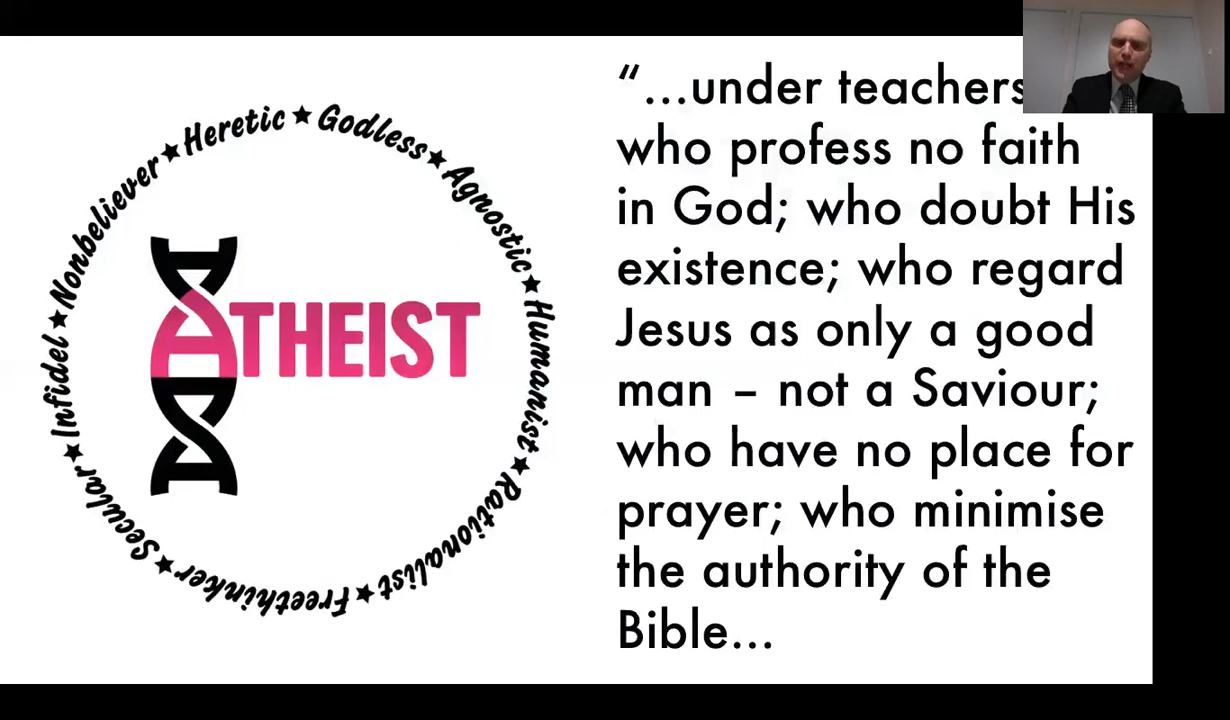 Heretic ★ Godless ★ Agnostic ★ Humanist ★ Rationalist ★ Freethinker ★ Secular ★ Infidel ★ Nonbeliever ★
ATHEIST
“...under teachers
who profess no faith
in God; who doubt His
existence; who regard
Jesus as only a good
man – not a Saviour;
who have no place for
prayer; who minimise
the authority of the
Bible...